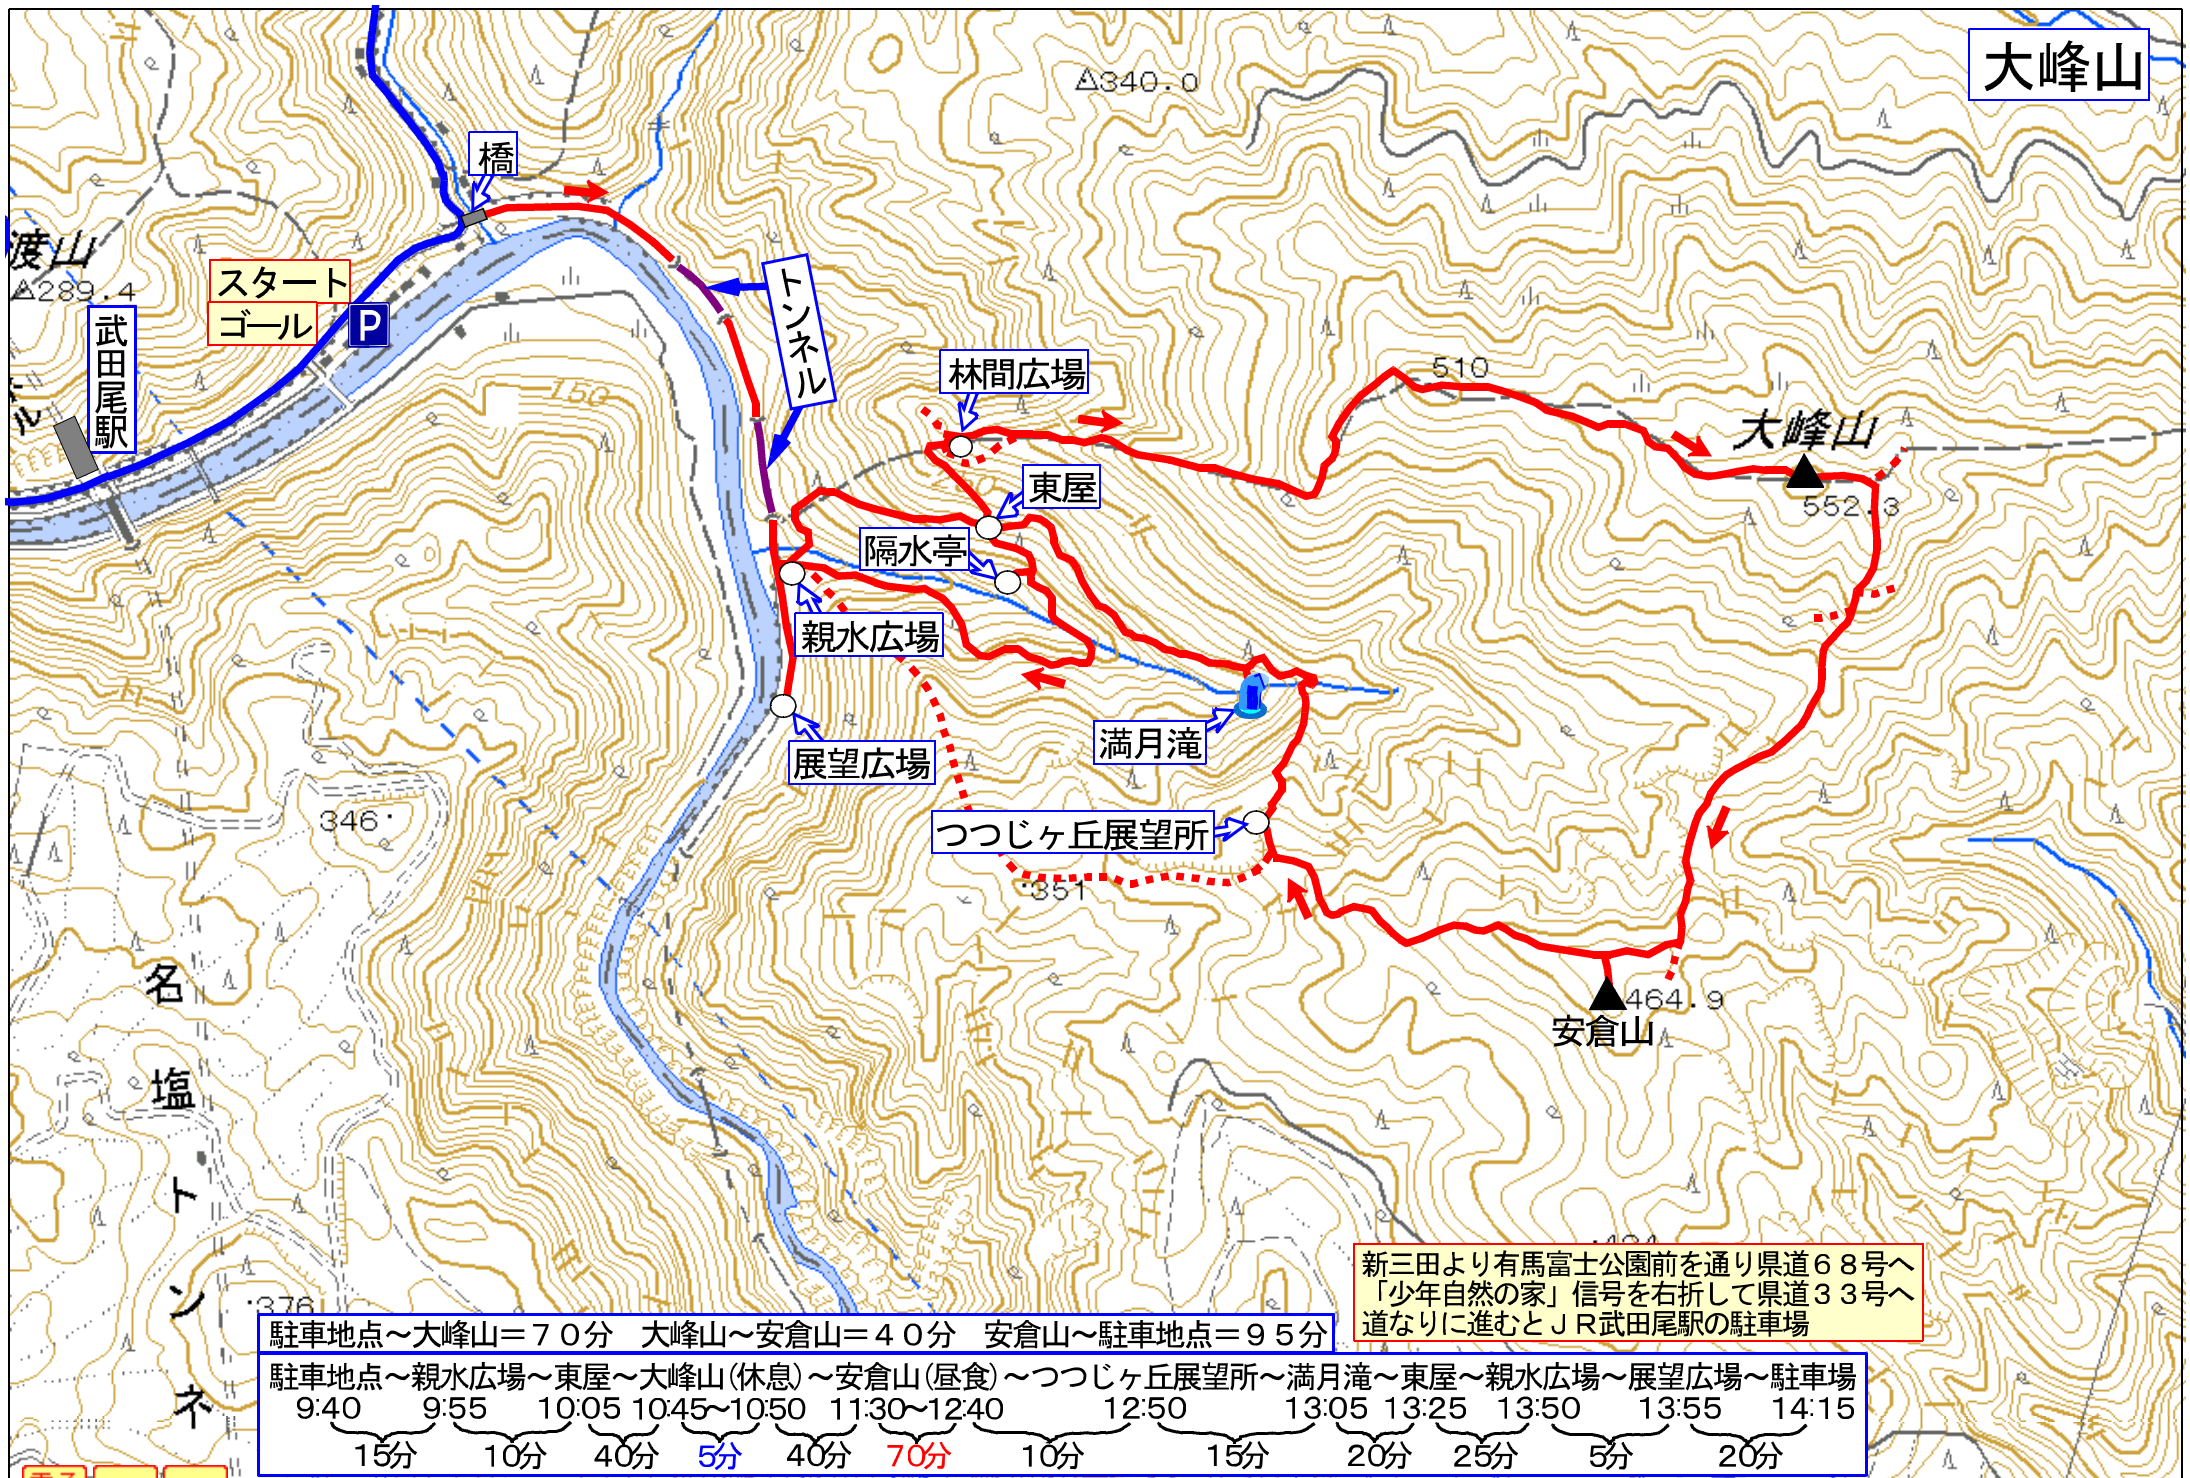 大峰山
△340.0
橋
渡山
△289.4
スタート
ゴール
P
武田尾駅
トンネル
150
林間広場
510
大峰山
552.3
東屋
隔水亭
親水広場
満月滝
展望広場
つつじヶ丘展望所
346
351
464.9
安倉山
名塩トンネ
376
新三田より有馬富士公園前を通り県道68号へ
「少年自然の家」信号を右折して県道33号へ
道なりに進むとJR武田尾駅の駐車場
駐車地点～大峰山＝70分　大峰山～安倉山＝40分　安倉山～駐車地点＝95分
駐車地点～親水広場～東屋～大峰山(休息)～安倉山(昼食)～つつじヶ丘展望所～満月滝～東屋～親水広場～展望広場～駐車場
9:40 9:55 10:05 10:45～10:50 11:30～12:40 12:50 13:05 13:25 13:50 13:55 14:15
15分 10分 40分 5分 40分 70分 10分 15分 20分 25分 5分 20分